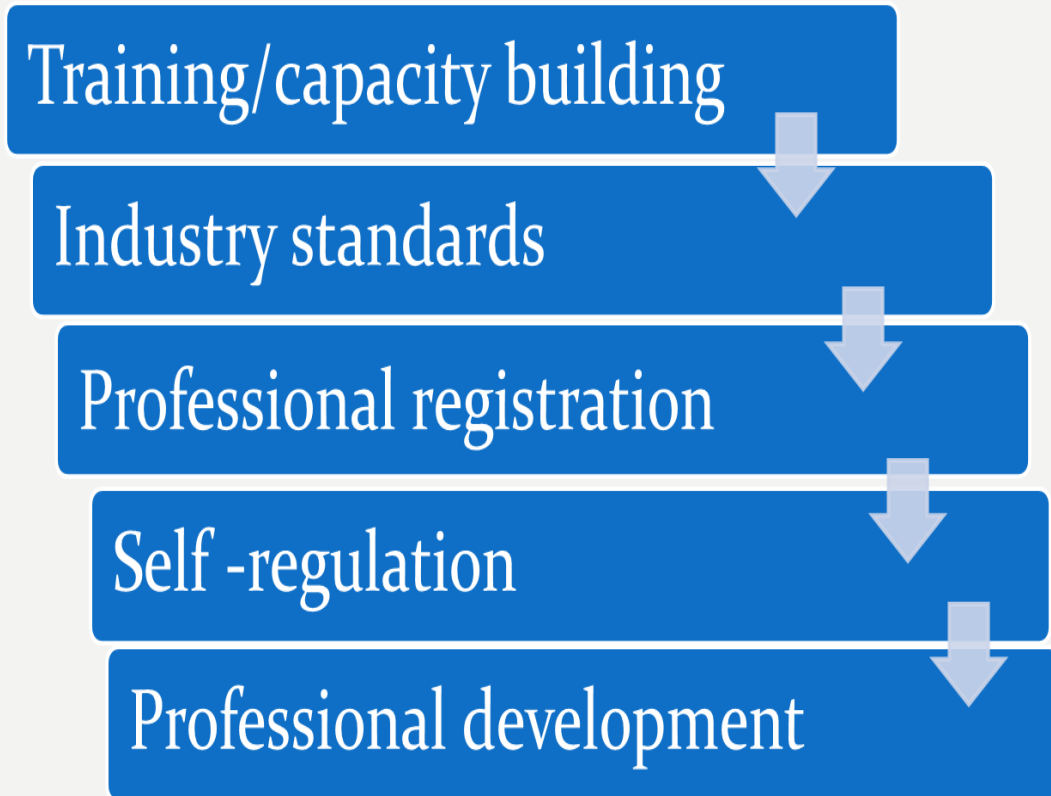 Training/capacity building
Industry standards
Professional registration
Self -regulation
Professional development